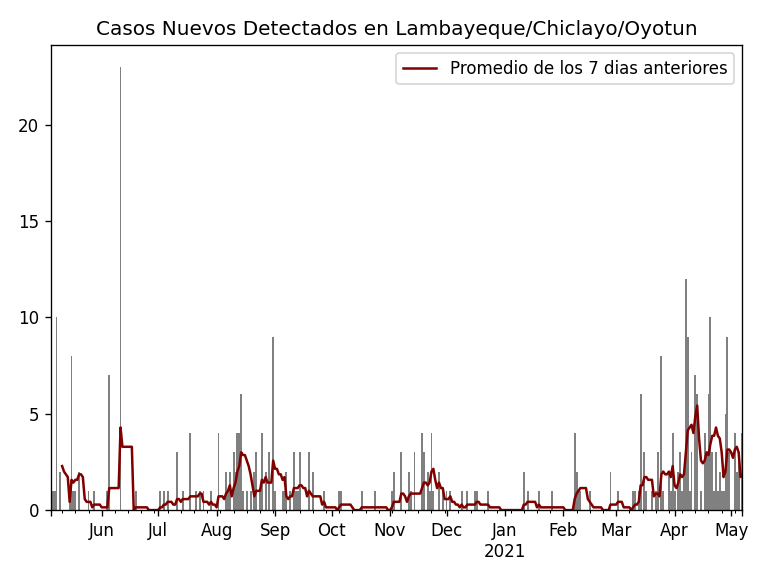 Casos Nuevos Detectados en Lambayeque/Chiclayo/Oyotun
Promedio de los 7 dias anteriores
20
15
10
5
0
Jun Jul Aug Sep Oct Nov Dec Jan Feb Mar Apr May
2021